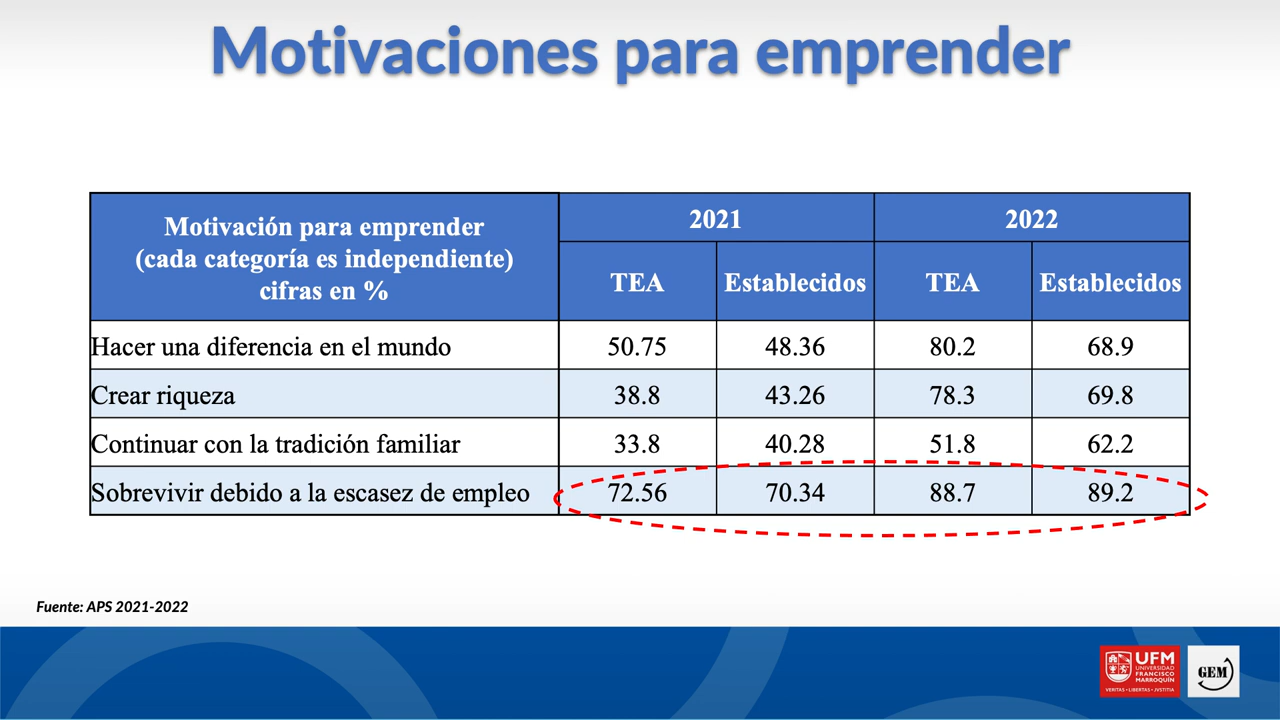 Motivaciones para emprender
Motivación para emprender
(cada categoría es independiente)
cifras en %
2021
2022
TEA
Establecidos
TEA
Establecidos
Hacer una diferencia en el mundo 50.75 48.36 80.2 68.9
Crear riqueza 38.8 43.26 78.3 69.8
Continuar con la tradición familiar 33.8 40.28 51.8 62.2
Sobrevivir debido a la escasez de empleo 72.56 70.34 88.7 89.2
Fuente: APS 2021-2022
UFM
UNIVERSIDAD
FRANCISCO
MARROQUÍN
VERITAS • LIBERTAS • JVSTITIA
GEM